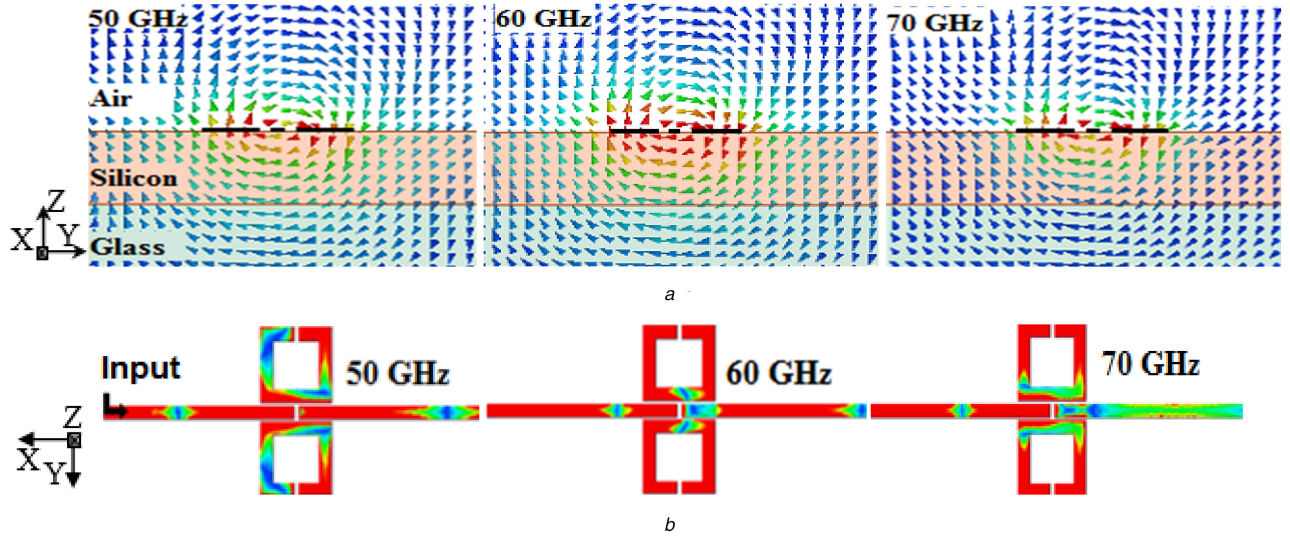 50 GHz
60 GHz
70 GHz
Air
Silicon
Z
X
Y
Glass
a
Input
50 GHz
60 GHz
70 GHz
Z
X
Y
b